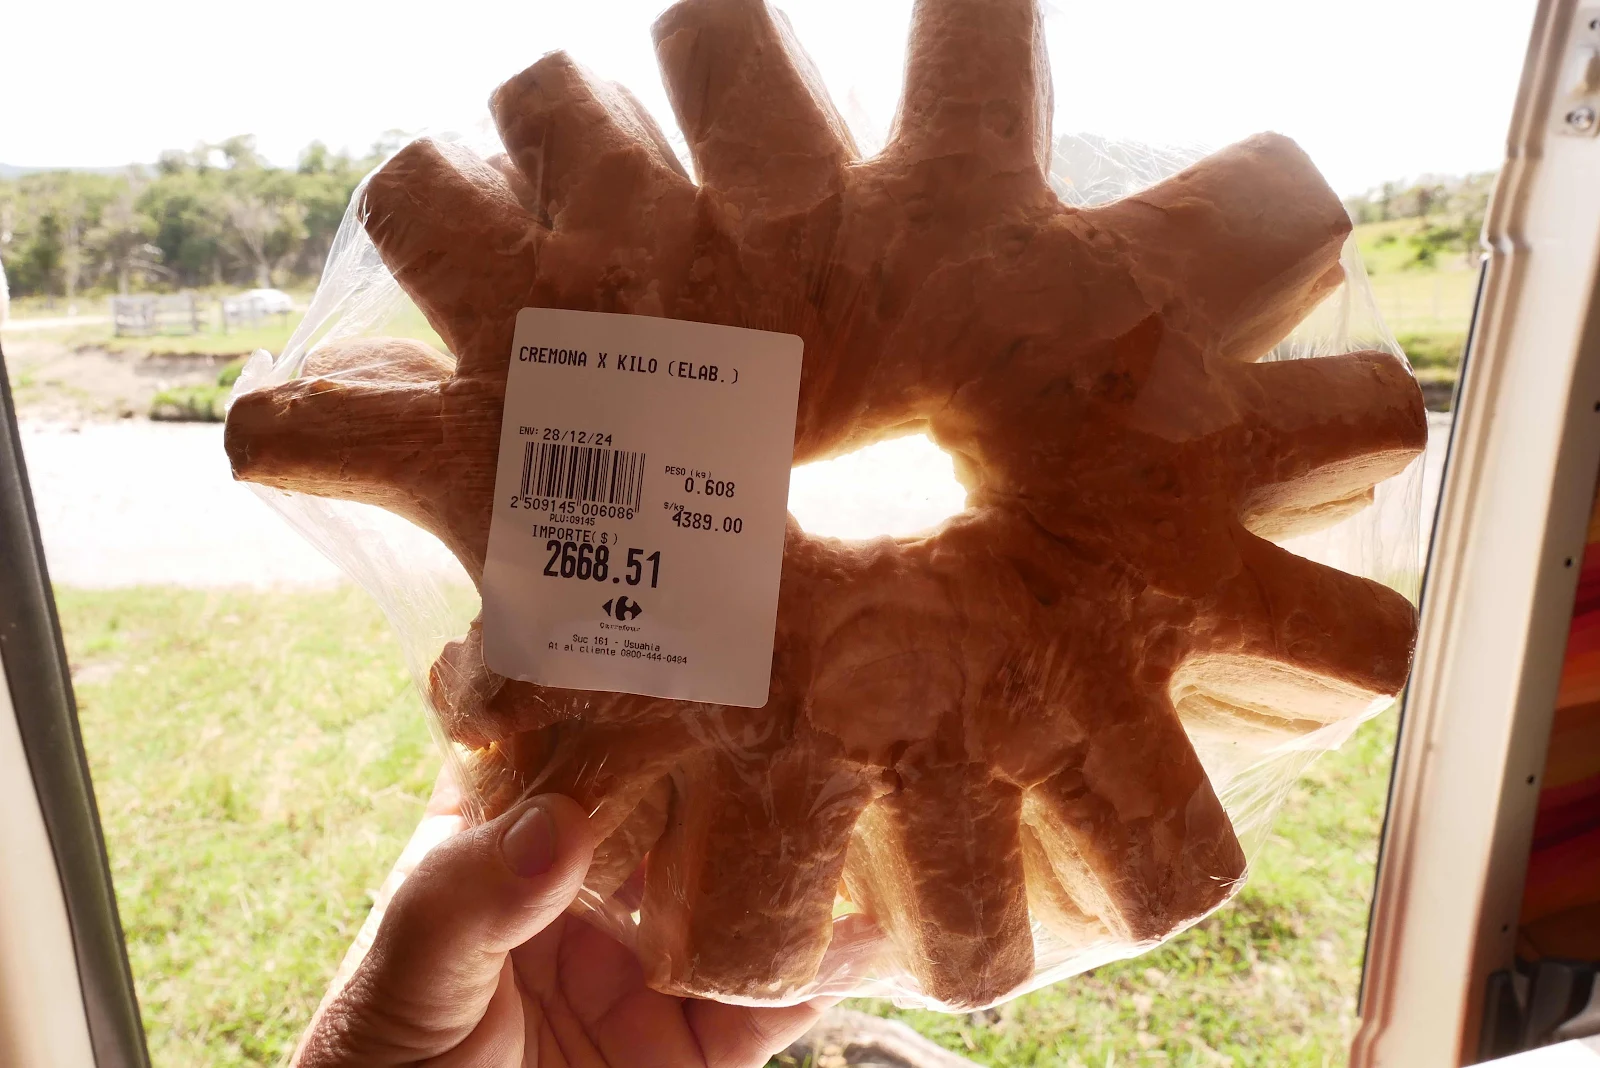 CREMONA X KILO (ELAB.)
ENV: 28/12/24
PESO (kg)
0.608
2 509145 006086
$/kg
4389.00
PLU:09145
IMPORTE($)
2668.51
Carrefour
Suc 161 - Usuahia
At al cliente 0800-444-0484